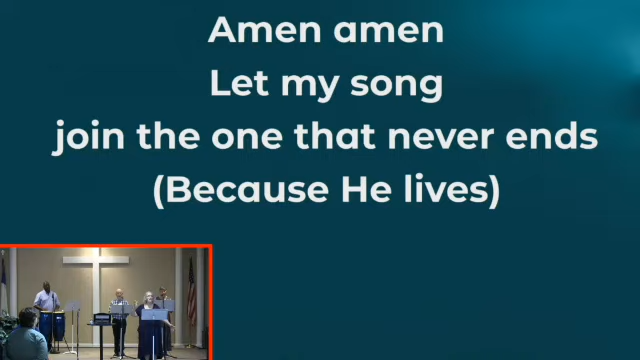 Amen amen
Let my song
join the one that never ends
(Because He lives)